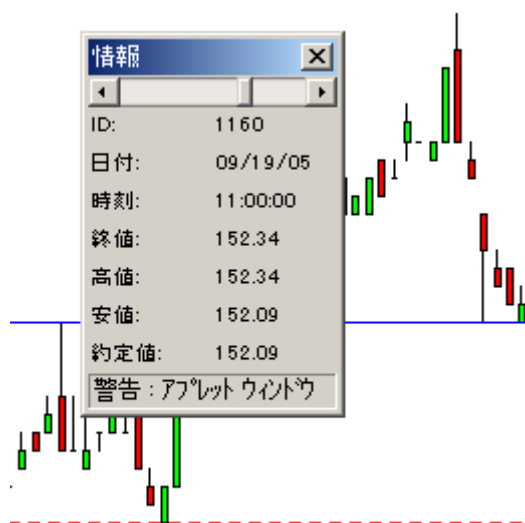 情報
ID: 1160
日付: 09/19/05
時刻: 11:00:00
終値: 152.34
高値: 152.34
安値: 152.09
約定値: 152.09
警告 : アプレット ウィンドウ